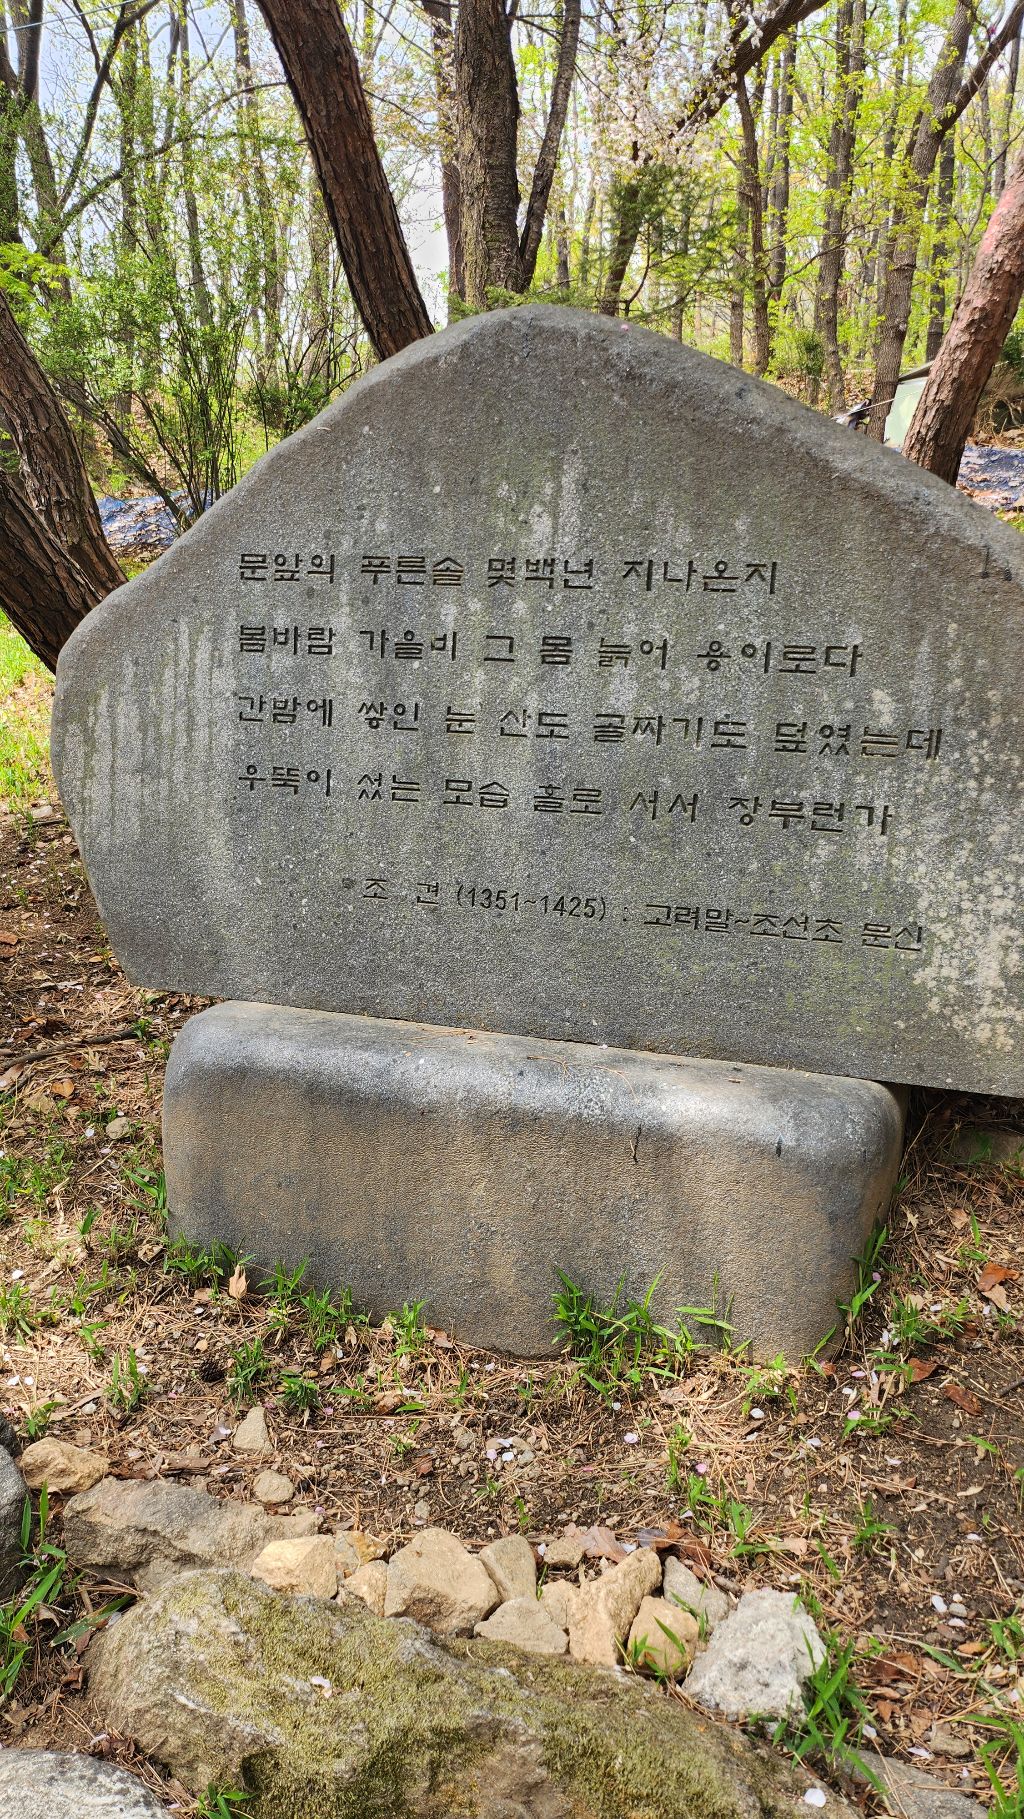 문앞의 푸른솔 몇백년 지나온지
봄바람 가을비 그 몸 늙어 용이로다
간밤에 쌓인 눈 산도 골짜기도 덮였는데
우뚝이 섰는 모습 홀로 서서 장부런가
조 견 (1351~1425) : 고려말~조선초 문신